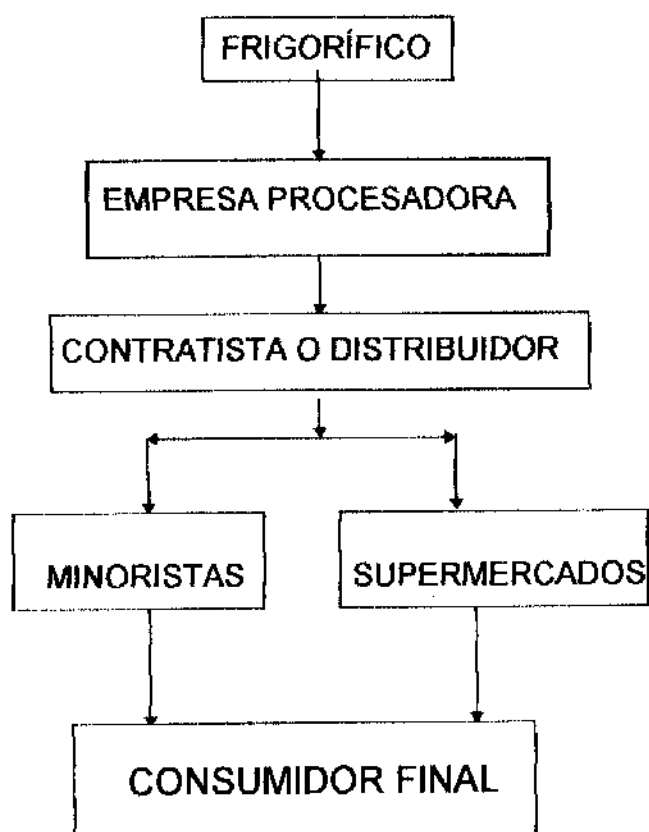 FRIGORÍFICO
EMPRESA PROCESADORA
CONTRATISTA O DISTRIBUIDOR
MINORISTAS
SUPERMERCADOS
CONSUMIDOR FINAL